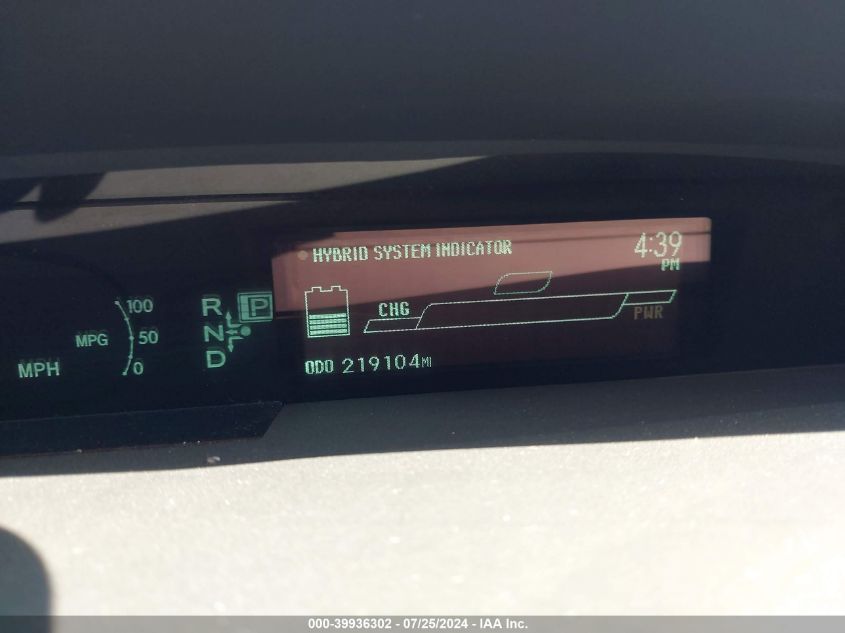 HYBRID SYSTEM INDICATOR 4:39
PM
100
R P
CHG
PWR
MPG 50
N
MPH 0
D
ODO 219104MI
000-39936302 - 07/25/2024 - IAA Inc.